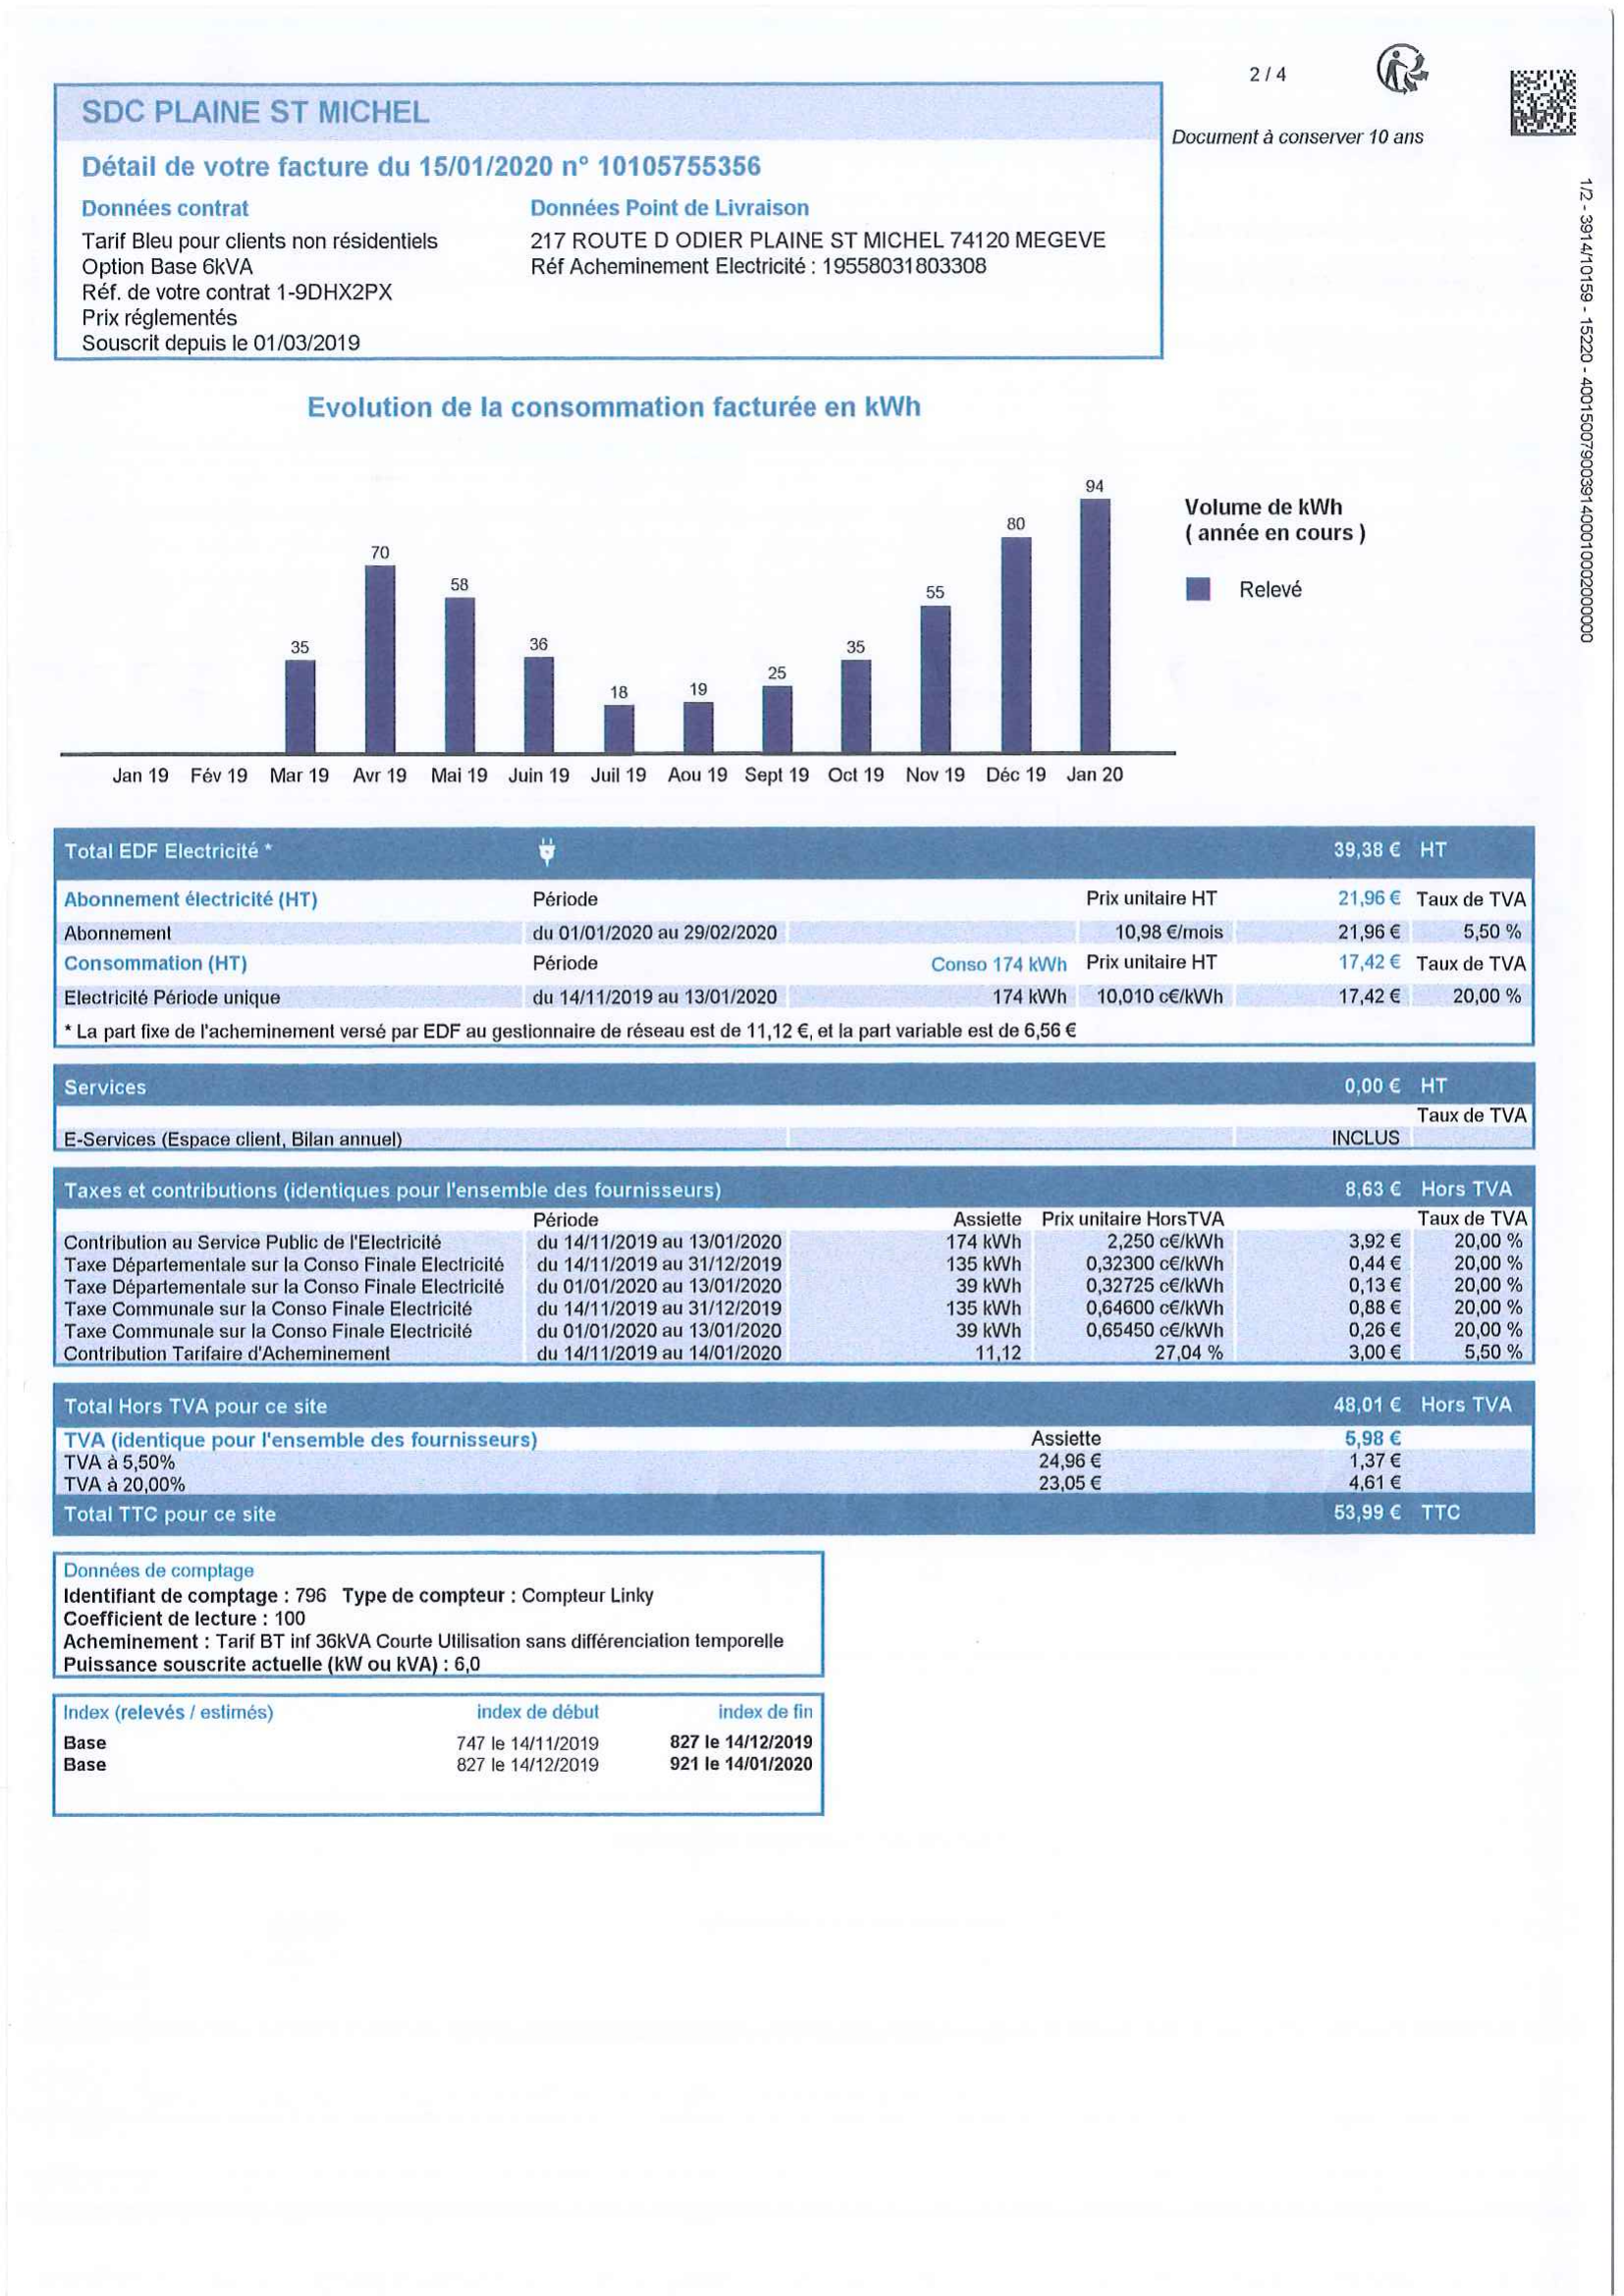 2 / 4
SDC PLAINE ST MICHEL
Document à conserver 10 ans
Détail de votre facture du 15/01/2020 n° 10105755356
Données contrat Données Point de Livraison
Tarif Bleu pour clients non résidentiels 217 ROUTE D ODIER PLAINE ST MICHEL 74120 MEGEVE
Option Base 6kVA Réf Acheminement Electricité : 19558031803308
Réf. de votre contrat 1-9DHX2PX
Prix réglementés
Souscrit depuis le 01/03/2019
1/2 - 3914/10159 - 15220 - 40015007900391400010002000000
Evolution de la consommation facturée en kWh
94
80
70
58
55
35
36
35
25
18
19
Volume de kWh
( année en cours )
Relevé
Jan 19 Fév 19 Mar 19 Avr 19 Mai 19 Juin 19 Juil 19 Aou 19 Sept 19 Oct 19 Nov 19 Déc 19 Jan 20
Total EDF Electricité * 39,38 € HT
Abonnement électricité (HT) Période Prix unitaire HT 21,96 € Taux de TVA
Abonnement du 01/01/2020 au 29/02/2020 10,98 €/mois 21,96 € 5,50 %
Consommation (HT) Période Conso 174 kWh Prix unitaire HT 17,42 € Taux de TVA
Electricité Période unique du 14/11/2019 au 13/01/2020 174 kWh 10,010 c€/kWh 17,42 € 20,00 %
* La part fixe de l'acheminement versé par EDF au gestionnaire de réseau est de 11,12 €, et la part variable est de 6,56 €
Services 0,00 € HT
Taux de TVA
E-Services (Espace client, Bilan annuel) INCLUS
Taxes et contributions (identiques pour l'ensemble des fournisseurs) 8,63 € Hors TVA
Période Assiette Prix unitaire HorsTVA Taux de TVA
Contribution au Service Public de l'Electricité du 14/11/2019 au 13/01/2020 174 kWh 2,250 c€/kWh 3,92 € 20,00 %
Taxe Départementale sur la Conso Finale Electricité du 14/11/2019 au 31/12/2019 135 kWh 0,32300 c€/kWh 0,44 € 20,00 %
Taxe Départementale sur la Conso Finale Electricité du 01/01/2020 au 13/01/2020 39 kWh 0,32725 c€/kWh 0,13 € 20,00 %
Taxe Communale sur la Conso Finale Electricité du 14/11/2019 au 31/12/2019 135 kWh 0,64600 c€/kWh 0,88 € 20,00 %
Taxe Communale sur la Conso Finale Electricité du 01/01/2020 au 13/01/2020 39 kWh 0,65450 c€/kWh 0,26 € 20,00 %
Contribution Tarifaire d'Acheminement du 14/11/2019 au 14/01/2020 11,12 27,04 % 3,00 € 5,50 %
Total Hors TVA pour ce site 48,01 € Hors TVA
TVA (identique pour l'ensemble des fournisseurs) Assiette 5,98 €
TVA à 5,50% 24,96 € 1,37 €
TVA à 20,00% 23,05 € 4,61 €
Total TTC pour ce site 53,99 € TTC
Données de comptage
Identifiant de comptage : 796 Type de compteur : Compteur Linky
Coefficient de lecture : 100
Acheminement : Tarif BT inf 36kVA Courte Utilisation sans différenciation temporelle
Puissance souscrite actuelle (kW ou kVA) : 6,0
Index (relevés / estimés) index de début index de fin
Base 747 le 14/11/2019 827 le 14/12/2019
Base 827 le 14/12/2019 921 le 14/01/2020